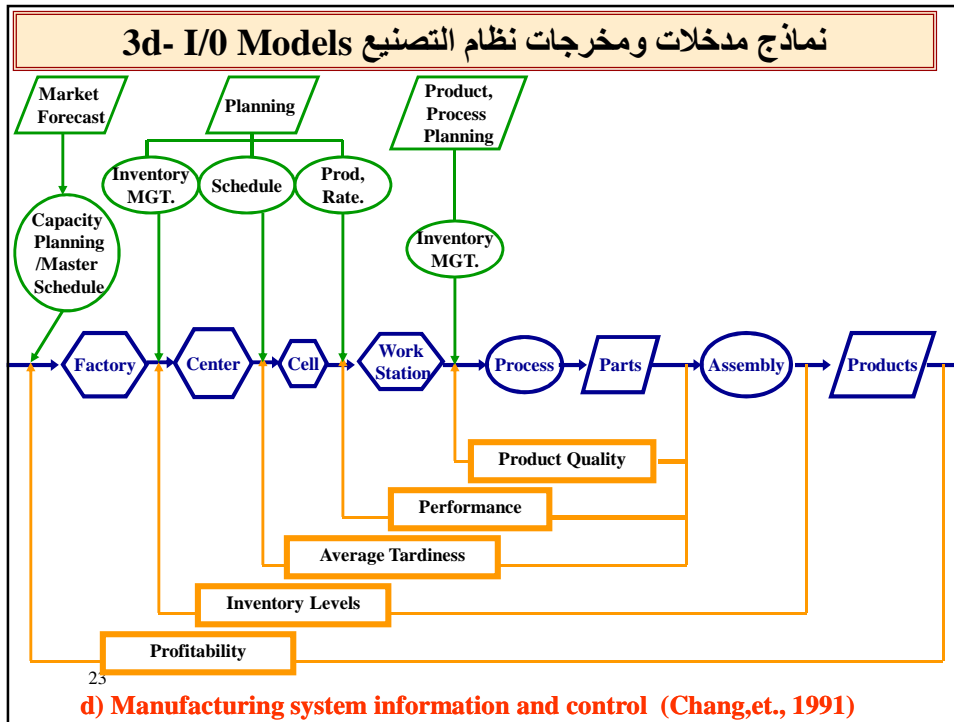 3d- I/0 Models نماذج مدخلات ومخرجات نظام التصنيع
Market
Forecast
Planning
Product,
Process
Planning
Inventory
MGT.
Schedule
Prod,
Rate.
Capacity
Planning
/Master
Schedule
Inventory
MGT.
Factory
Center
Cell
Work
Station
Process
Parts
Assembly
Products
Product Quality
Performance
Average Tardiness
Inventory Levels
Profitability
23
d) Manufacturing system information and control (Chang,et., 1991)